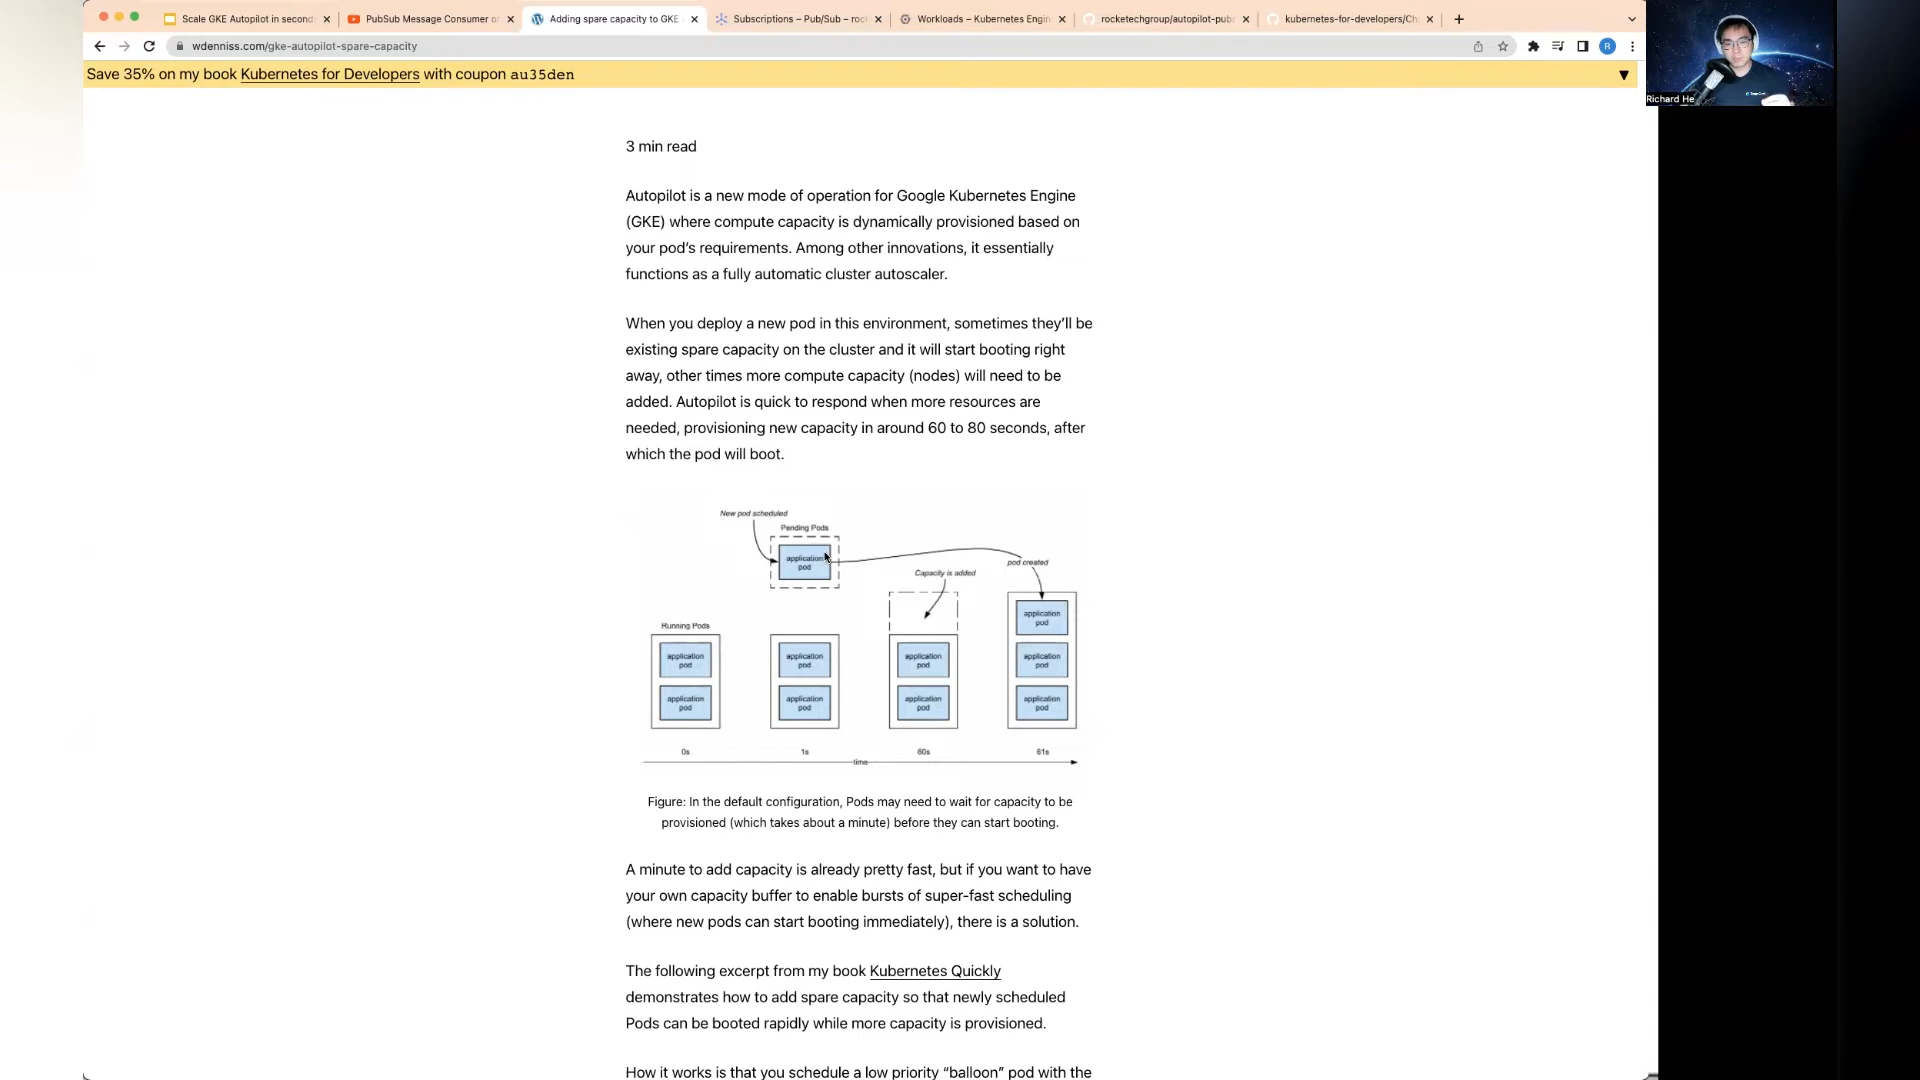 Scale GKE Autopilot in second
PubSub Message Consumer or
Adding spare capacity to GKE
Subscriptions – Pub/Sub – roc
Workloads – Kubernetes Engin
rocketechgroup/autopilot-pub
kubernetes-for-developers/Ch
wdenniss.com/gke-autopilot-spare-capacity
R
Save 35% on my book Kubernetes for Developers with coupon au35den
Richard He
3 min read
Autopilot is a new mode of operation for Google Kubernetes Engine
(GKE) where compute capacity is dynamically provisioned based on
your pod's requirements. Among other innovations, it essentially
functions as a fully automatic cluster autoscaler.
When you deploy a new pod in this environment, sometimes they'll be
existing spare capacity on the cluster and it will start booting right
away, other times more compute capacity (nodes) will need to be
added. Autopilot is quick to respond when more resources are
needed, provisioning new capacity in around 60 to 80 seconds, after
which the pod will boot.
New pod scheduled
Pending Pods
application
pod
Capacity is added
pod created
application
pod
Running Pods
application
pod
application
pod
application
pod
application
pod
application
pod
application
pod
application
pod
application
pod
0s
1s
60s
61s
time
Figure: In the default configuration, Pods may need to wait for capacity to be
provisioned (which takes about a minute) before they can start booting.
A minute to add capacity is already pretty fast, but if you want to have
your own capacity buffer to enable bursts of super-fast scheduling
(where new pods can start booting immediately), there is a solution.
The following excerpt from my book Kubernetes Quickly
demonstrates how to add spare capacity so that newly scheduled
Pods can be booted rapidly while more capacity is provisioned.
How it works is that you schedule a low priority “balloon” pod with the